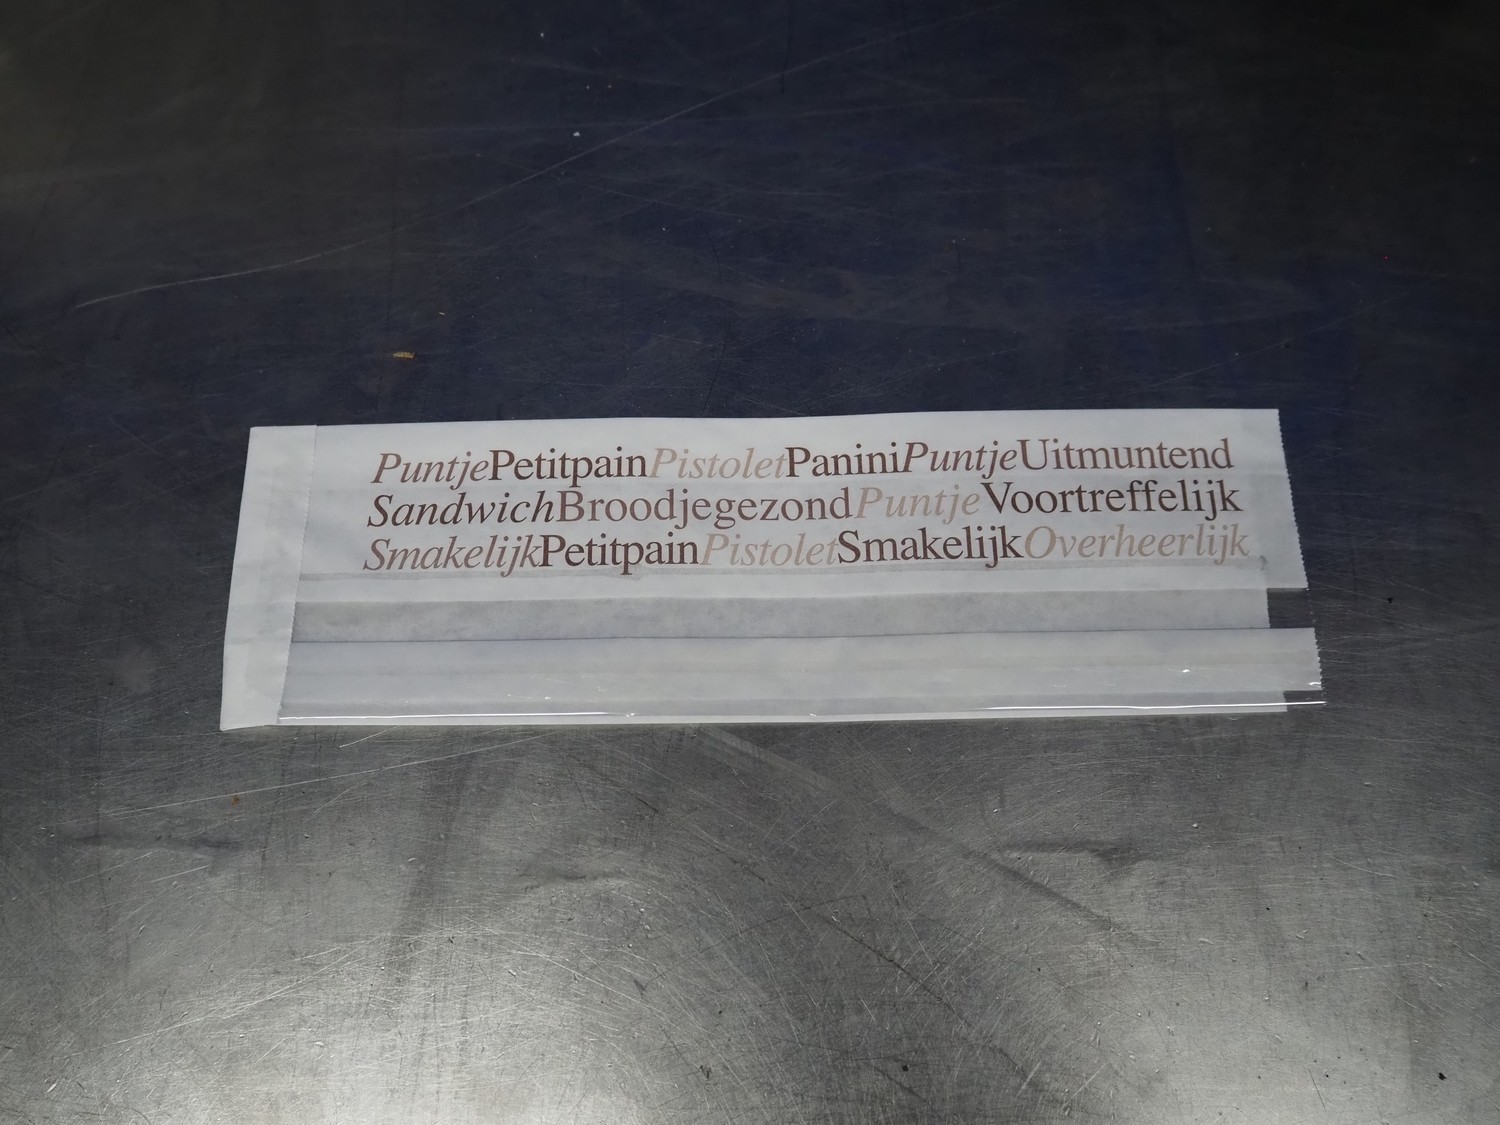 PuntjePetitpainPistoletPaniniPuntjeUitmuntend
SandwichBroodjegezondPuntjeVoortreffelijk
SmakelijkPetitpainPistoletSmakelijkOverheerlijk